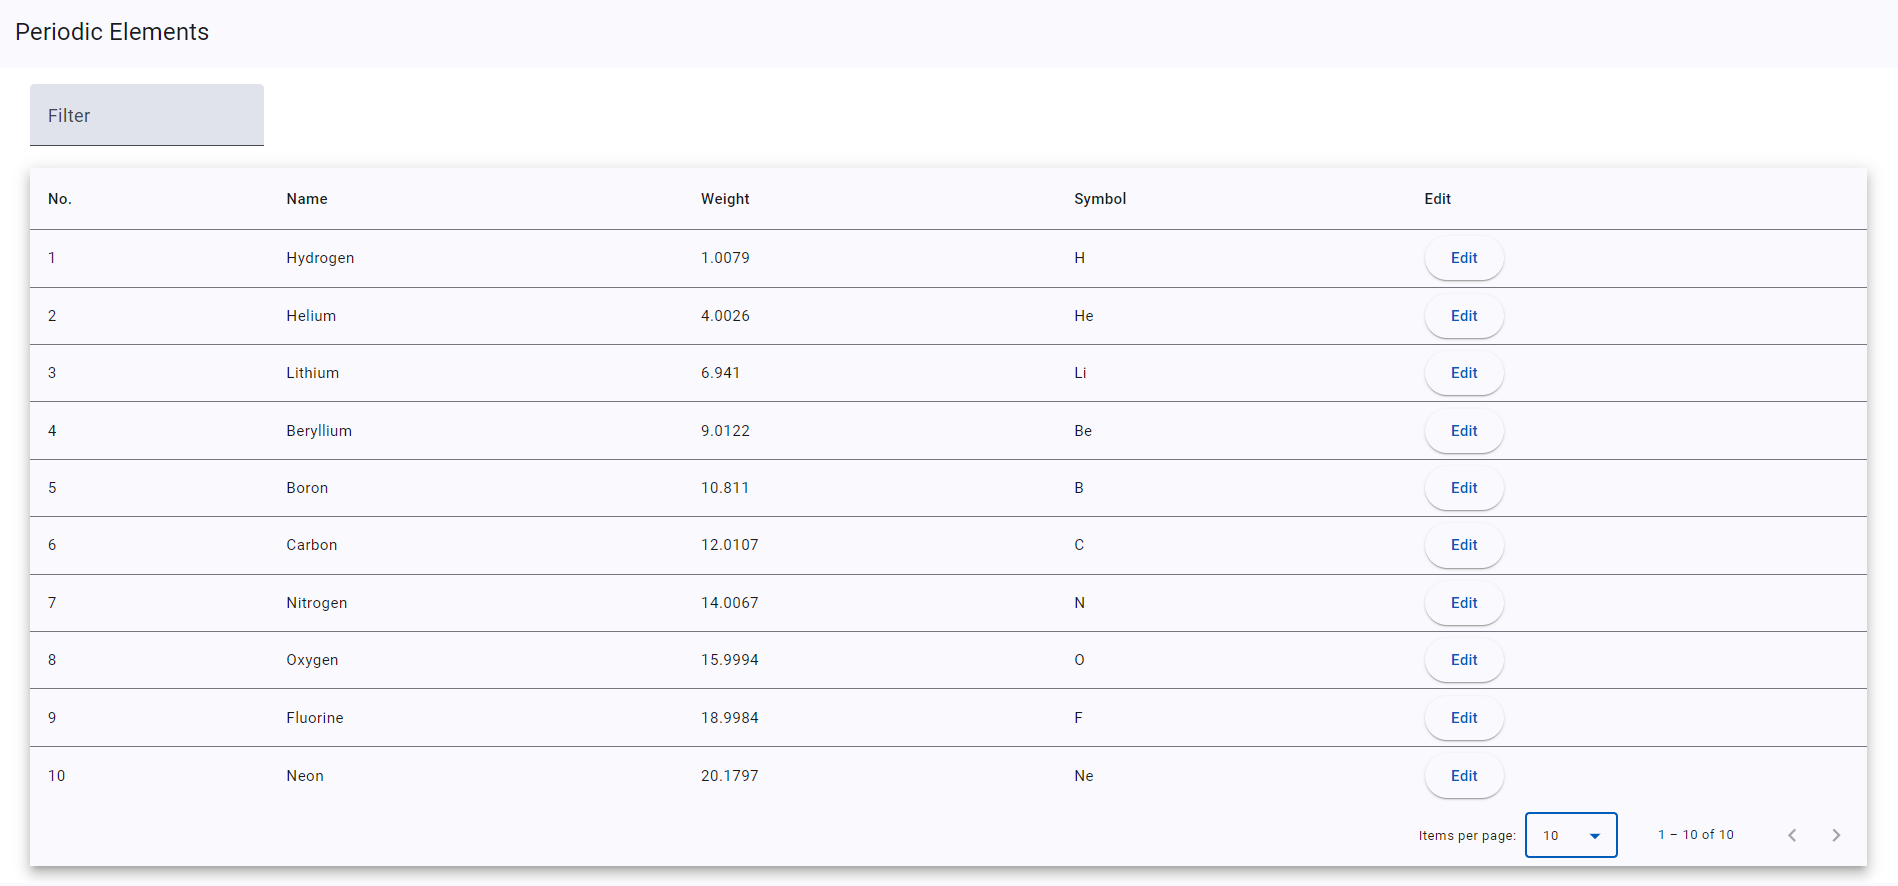 Periodic Elements
Filter
No. Name Weight Symbol Edit
1 Hydrogen 1.0079 H Edit
2 Helium 4.0026 He Edit
3 Lithium 6.941 Li Edit
4 Beryllium 9.0122 Be Edit
5 Boron 10.811 B Edit
6 Carbon 12.0107 C Edit
7 Nitrogen 14.0067 N Edit
8 Oxygen 15.9994 O Edit
9 Fluorine 18.9984 F Edit
10 Neon 20.1797 Ne Edit
Items per page: 10 1 – 10 of 10